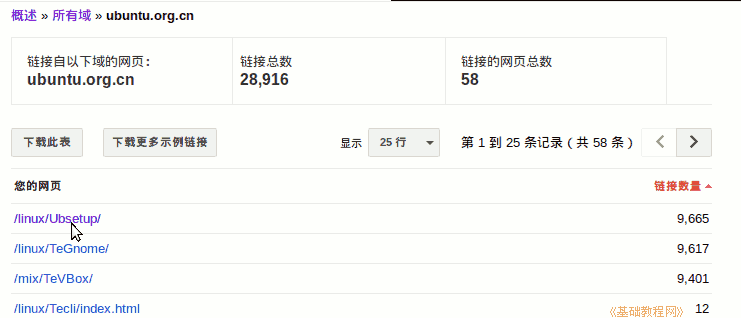 概述 » 所有域 » ubuntu.org.cn
链接自以下域的网页： 链接总数 链接的网页总数
ubuntu.org.cn 28,916 58
下载此表 下载更多示例链接 显示 25 行 第 1 到 25 条记录（共 58 条）
您的网页 链接数量
/linux/Ubsetup/ 9,665
/linux/TeGnome/ 9,617
/mix/TeVBox/ 9,401
/linux/Tecli/index.html 12
《基础教程网》